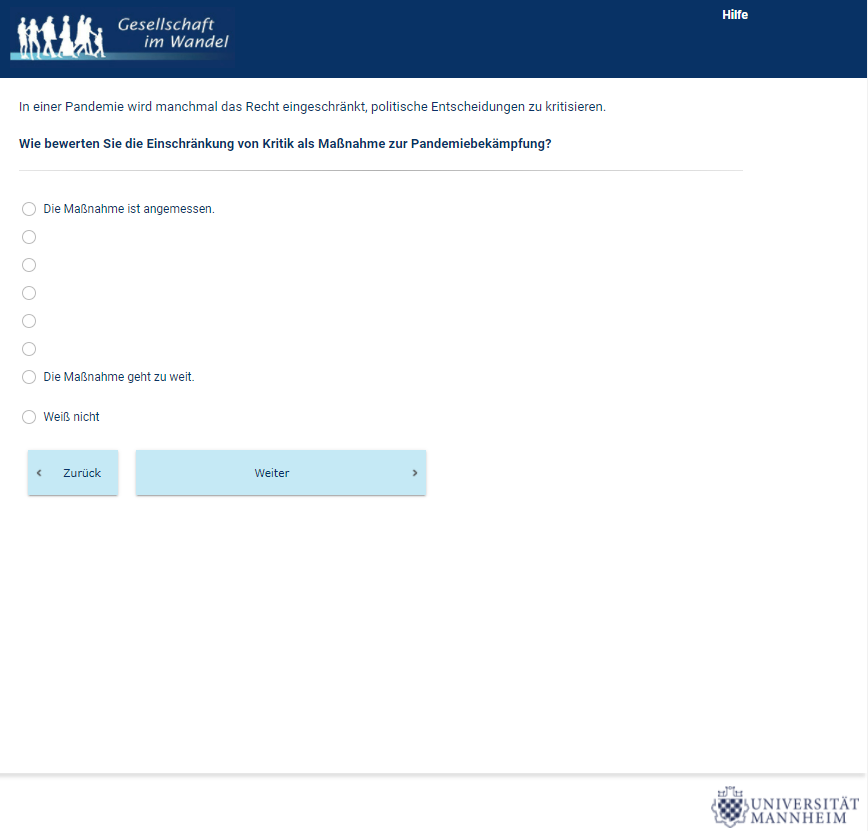 Gesellschaft
im Wandel
Hilfe
In einer Pandemie wird manchmal das Recht eingeschränkt, politische Entscheidungen zu kritisieren.
Wie bewerten Sie die Einschränkung von Kritik als Maßnahme zur Pandemiebekämpfung?
Die Maßnahme ist angemessen.
Die Maßnahme geht zu weit.
Weiß nicht
‹ Zurück
Weiter ›
UNIVERSITÄT
MANNHEIM